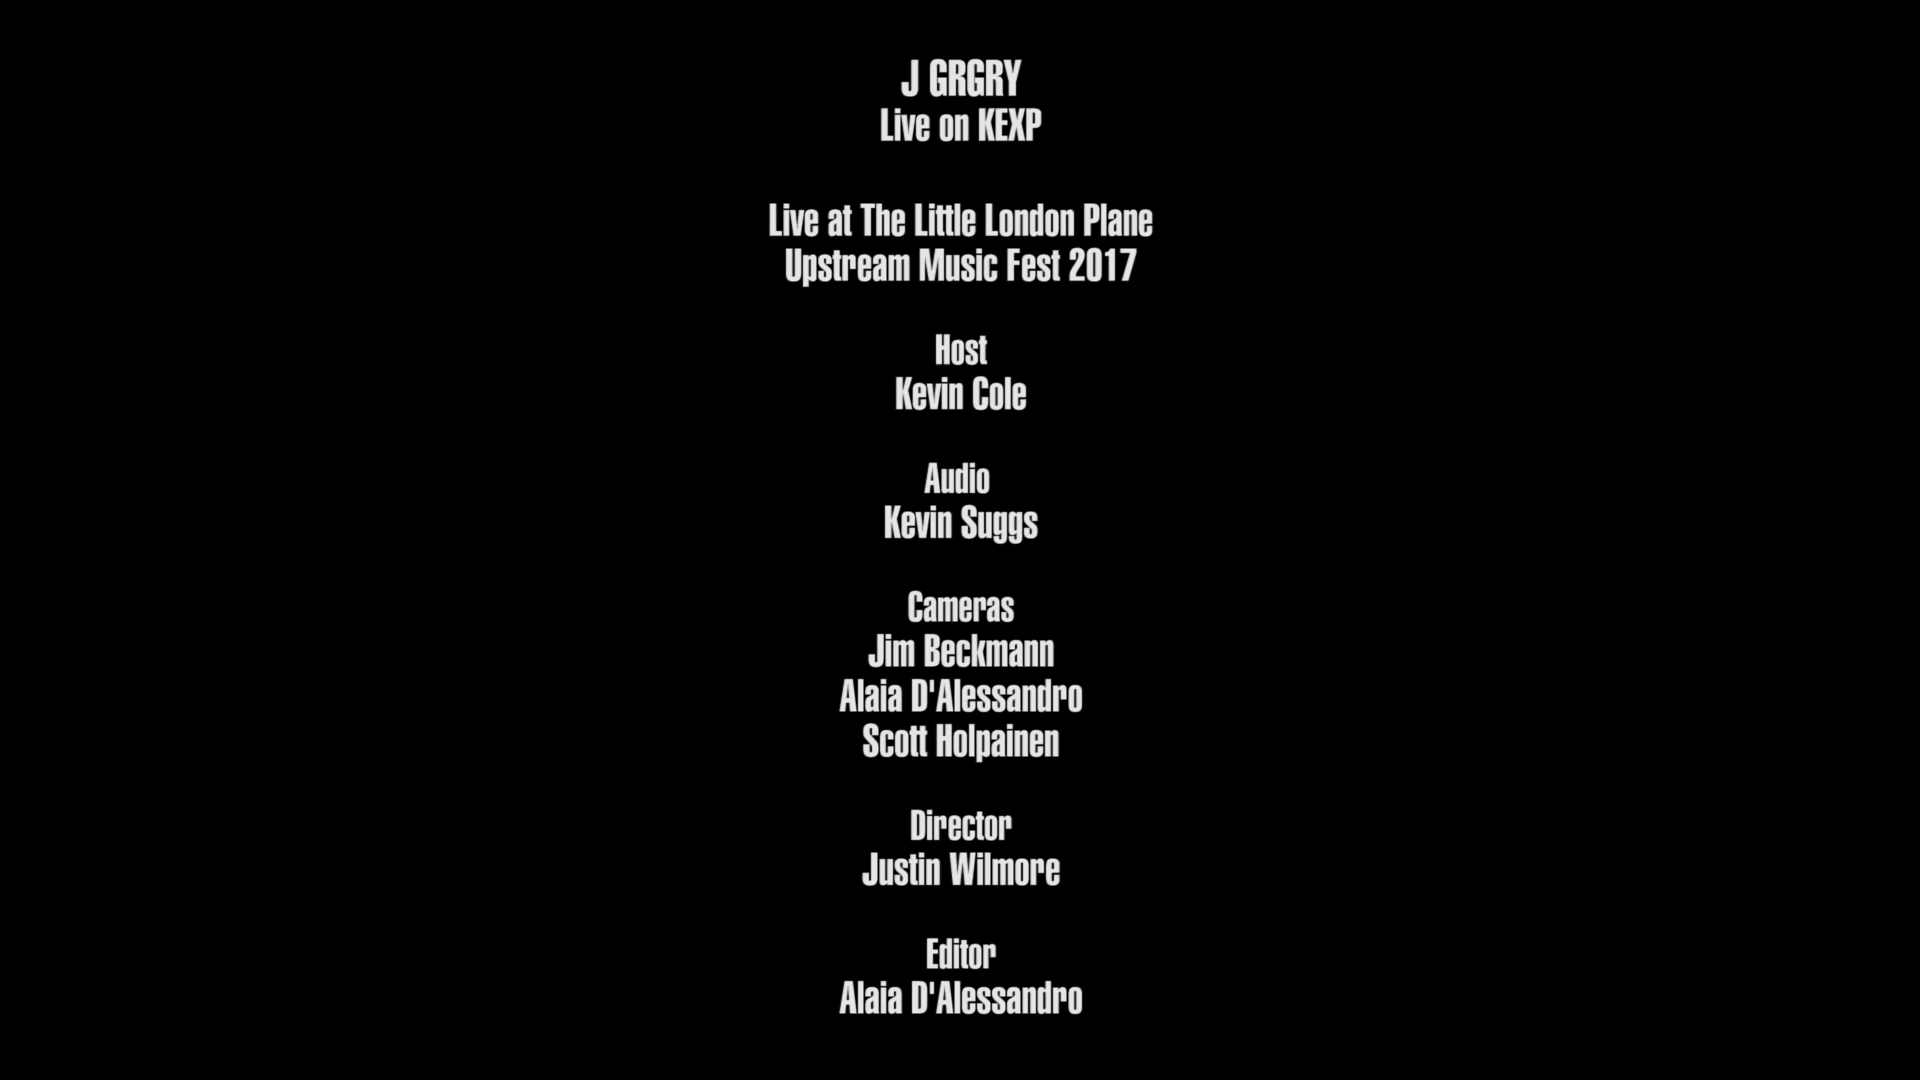 J GRGRY
Live on KEXP
Live at The Little London Plane
Upstream Music Fest 2017
Host
Kevin Cole
Audio
Kevin Suggs
Cameras
Jim Beckmann
Alaia D'Alessandro
Scott Holpainen
Director
Justin Wilmore
Editor
Alaia D'Alessandro